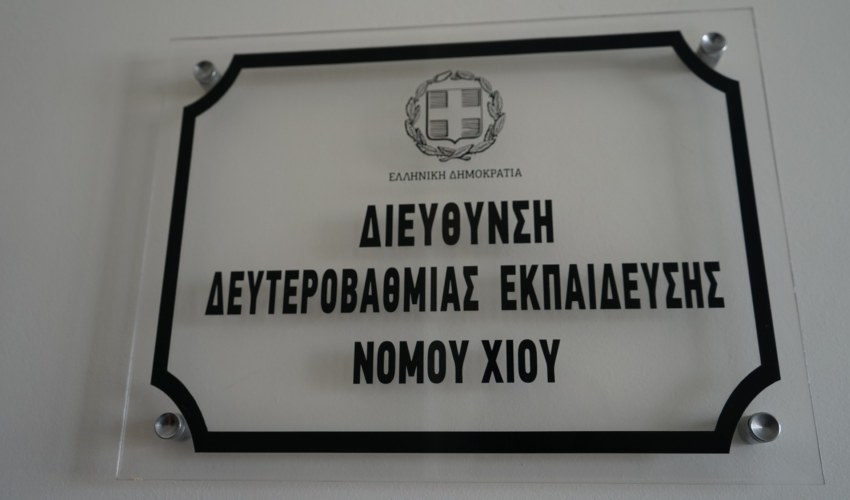 ΕΛΛΗΝΙΚΗ ΔΗΜΟΚΡΑΤΙΑ
ΔΙΕΥΘΥΝΣΗ
ΔΕΥΤΕΡΟΒΑΘΜΙΑΣ ΕΚΠΑΙΔΕΥΣΗΣ
ΝΟΜΟΥ ΧΙΟΥ